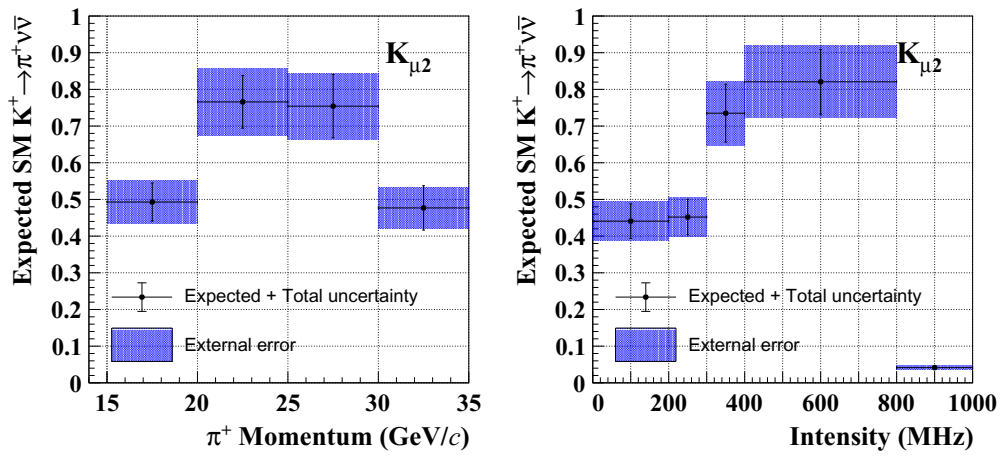 Expected SM K⁺→π⁺νν̅
1
0.9
0.8
0.7
0.6
0.5
0.4
0.3
0.2
0.1
0
Kμ2
Expected + Total uncertainty
External error
15 20 25 30 35
π⁺ Momentum (GeV/c)
Expected SM K⁺→π⁺νν̅
1
0.9
0.8
0.7
0.6
0.5
0.4
0.3
0.2
0.1
0
Kμ2
Expected + Total uncertainty
External error
0 200 400 600 800 1000
Intensity (MHz)